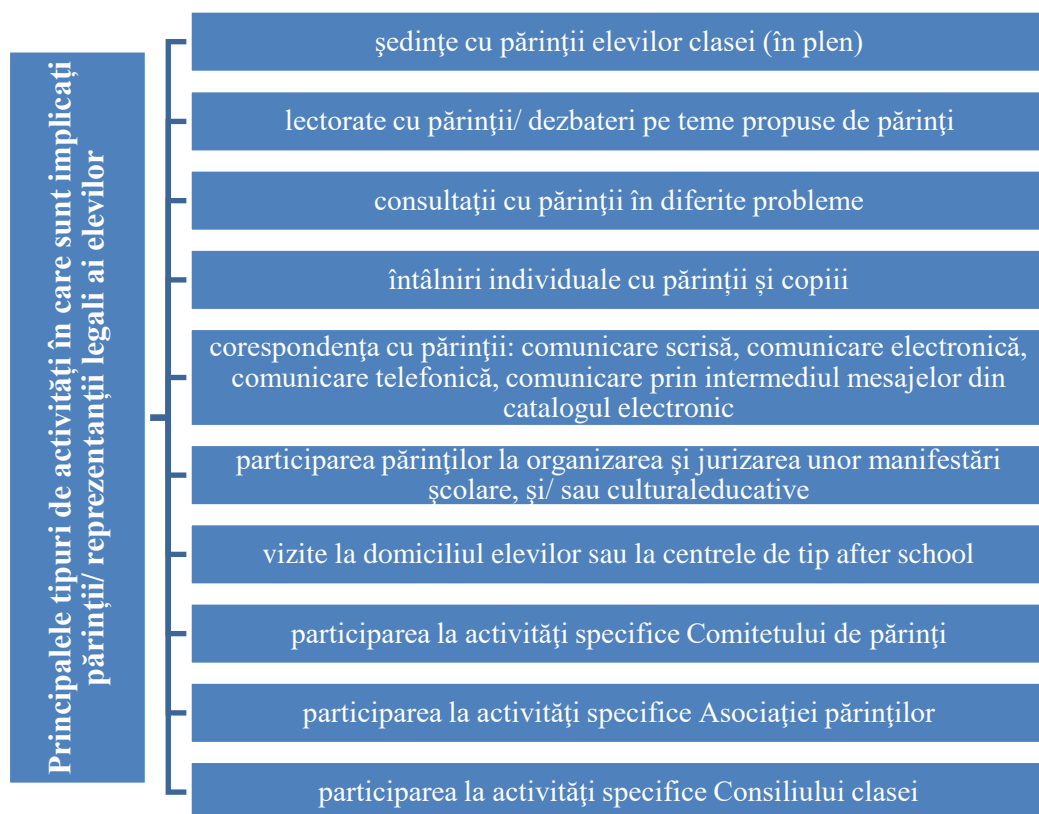 Principalele tipuri de activități în care sunt implicați
părinții/ reprezentanții legali ai elevilor
şedinţe cu părinţii elevilor clasei (în plen)
lectorate cu părinţii/ dezbateri pe teme propuse de părinţi
consultaţii cu părinţii în diferite probleme
întâlniri individuale cu părinții și copiii
corespondenţa cu părinţii: comunicare scrisă, comunicare electronică,
comunicare telefonică, comunicare prin intermediul mesajelor din
catalogul electronic
participarea părinţilor la organizarea şi jurizarea unor manifestări
şcolare, şi/ sau culturaleducative
vizite la domiciliul elevilor sau la centrele de tip after school
participarea la activităţi specifice Comitetului de părinţi
participarea la activităţi specifice Asociaţiei părinţilor
participarea la activităţi specifice Consiliului clasei